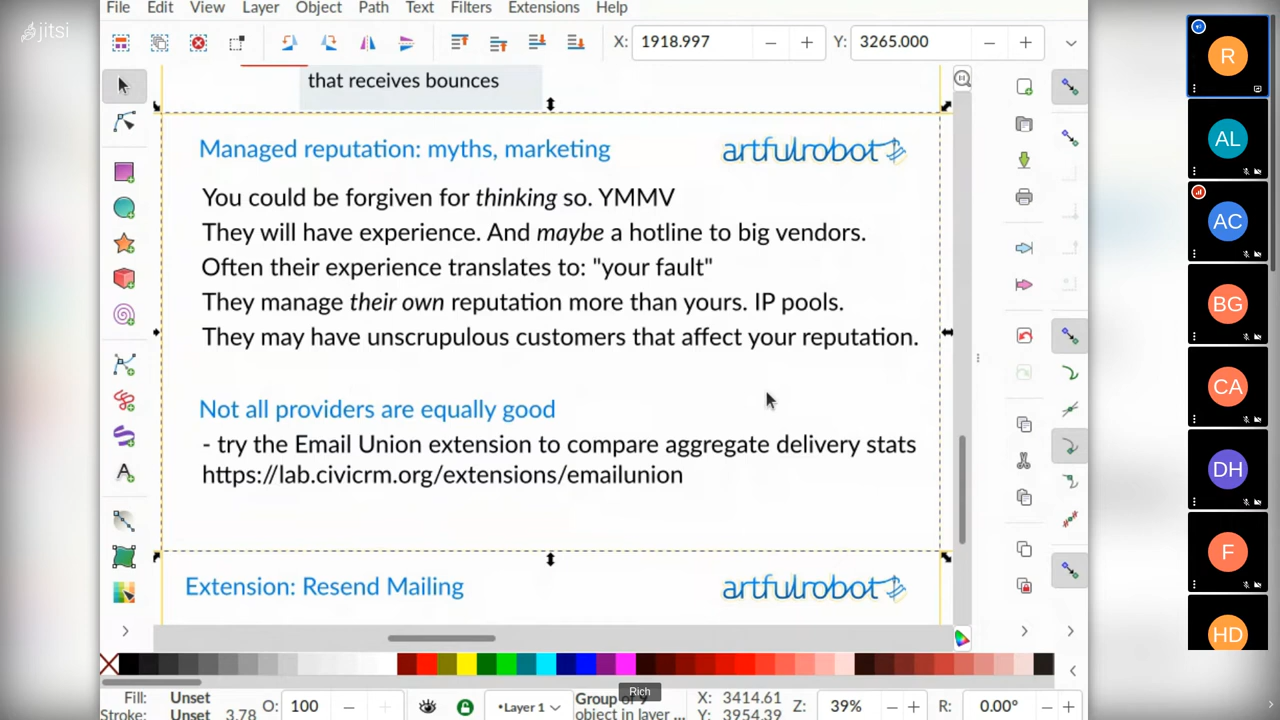 jitsi
File Edit View Layer Object Path Text Filters Extensions Help
X: 1918.997 Y: 3265.000
that receives bounces
Managed reputation: myths, marketing
artfulrobot
You could be forgiven for thinking so. YMMV
They will have experience. And maybe a hotline to big vendors.
Often their experience translates to: "your fault"
They manage their own reputation more than yours. IP pools.
They may have unscrupulous customers that affect your reputation.
Not all providers are equally good
- try the Email Union extension to compare aggregate delivery stats
https://lab.civicrm.org/extensions/emailunion
Extension: Resend Mailing
artfulrobot
Fill: Unset
Stroke: Unset 3.78
O: 100
•Layer 1
Group of 9
object in layer ...
Rich
X: 3414.61
Y: 3954.39
Z: 39%
R: 0.00°
R
AL
AC
BG
CA
DH
F
HD